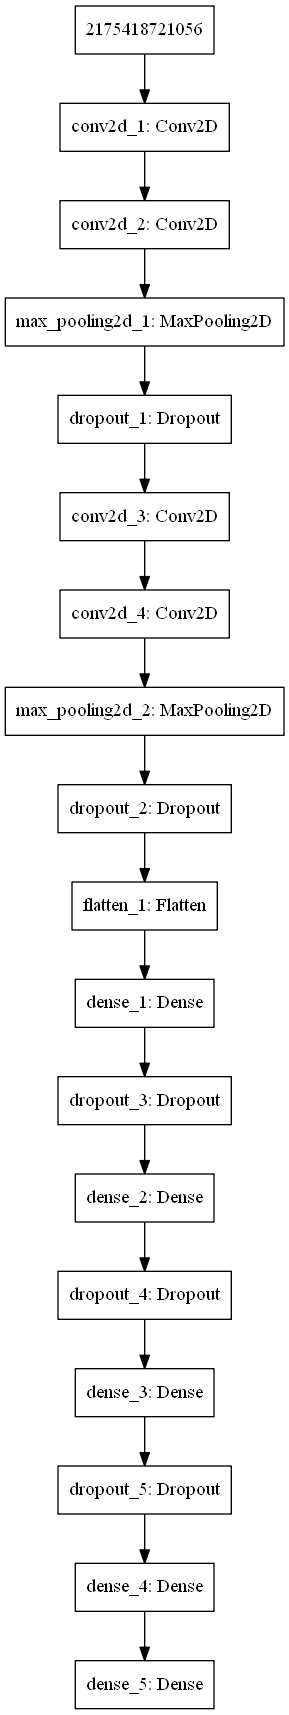 2175418721056
conv2d_1: Conv2D
conv2d_2: Conv2D
max_pooling2d_1: MaxPooling2D
dropout_1: Dropout
conv2d_3: Conv2D
conv2d_4: Conv2D
max_pooling2d_2: MaxPooling2D
dropout_2: Dropout
flatten_1: Flatten
dense_1: Dense
dropout_3: Dropout
dense_2: Dense
dropout_4: Dropout
dense_3: Dense
dropout_5: Dropout
dense_4: Dense
dense_5: Dense